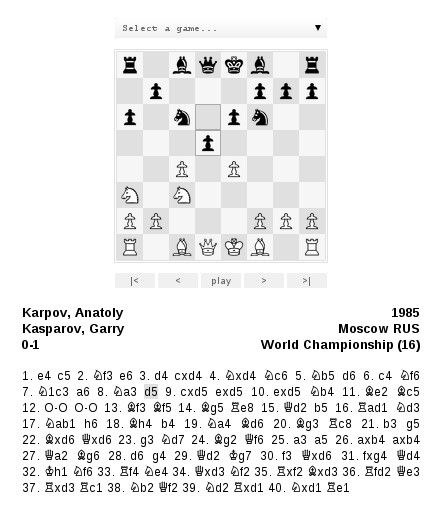 Select a game... ▼
|< < play > >|
Karpov, Anatoly 1985
Kasparov, Garry Moscow RUS
0-1 World Championship (16)
1. e4 c5 2. ♘f3 e6 3. d4 cxd4 4. ♘xd4 ♘c6 5. ♘b5 d6 6. c4 ♘f6
7. ♘1c3 a6 8. ♘a3 d5 9. cxd5 exd5 10. exd5 ♘b4 11. ♗e2 ♗c5
12. O-O O-O 13. ♗f3 ♗f5 14. ♗g5 ♖e8 15. ♕d2 b5 16. ♖ad1 ♘d3
17. ♘ab1 h6 18. ♗h4 b4 19. ♘a4 ♗d6 20. ♗g3 ♖c8 21. b3 g5
22. ♗xd6 ♕xd6 23. g3 ♘d7 24. ♗g2 ♕f6 25. a3 a5 26. axb4 axb4
27. ♕a2 ♗g6 28. d6 g4 29. ♕d2 ♔g7 30. f3 ♕xd6 31. fxg4 ♕d4
32. ♔h1 ♘f6 33. ♖f4 ♘e4 34. ♕xd3 ♘f2 35. ♖xf2 ♗xd3 36. ♖fd2 ♕e3
37. ♖xd3 ♖c1 38. ♘b2 ♕f2 39. ♘d2 ♖xd1 40. ♘xd1 ♖e1